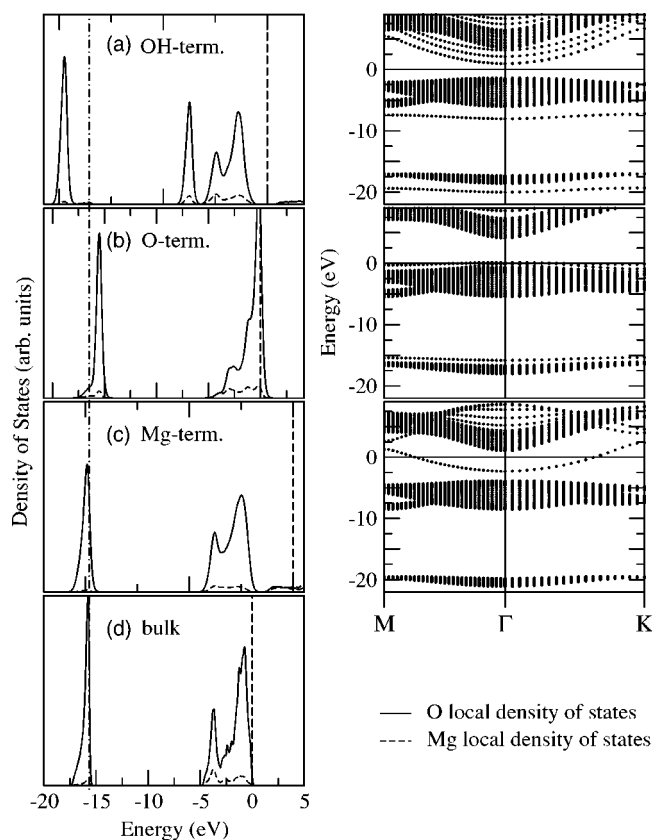 (a) OH-term.
(b) O-term.
(c) Mg-term.
(d) bulk
Density of States (arb. units)
-20 -15 -10 -5 0 5
Energy (eV)
0
-10
-20
0
-10
-20
0
-10
-20
Energy (eV)
M Γ K
O local density of states
Mg local density of states